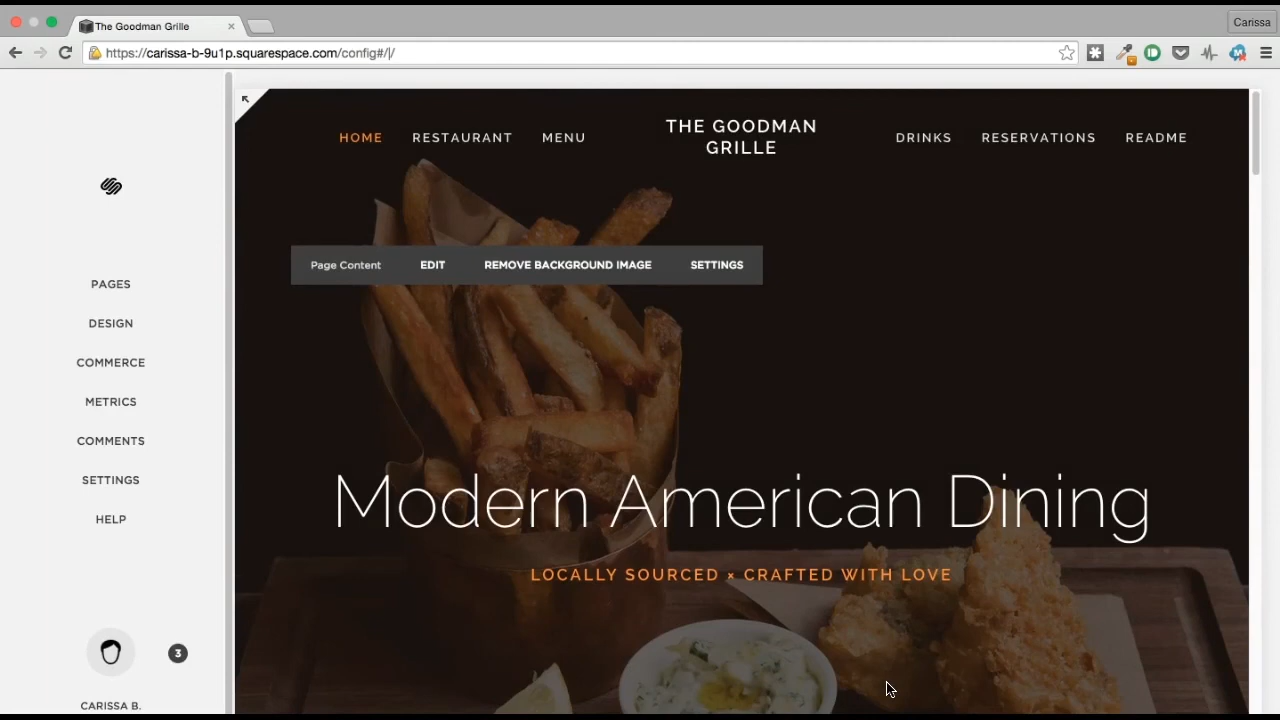 The Goodman Grille
Carissa
https://carissa-b-9u1p.squarespace.com/config#/|/
HOME RESTAURANT MENU
THE GOODMAN
GRILLE
DRINKS RESERVATIONS README
Page Content EDIT REMOVE BACKGROUND IMAGE SETTINGS
PAGES
DESIGN
COMMERCE
METRICS
COMMENTS
SETTINGS
HELP
3
CARISSA B.
Modern American Dining
LOCALLY SOURCED × CRAFTED WITH LOVE